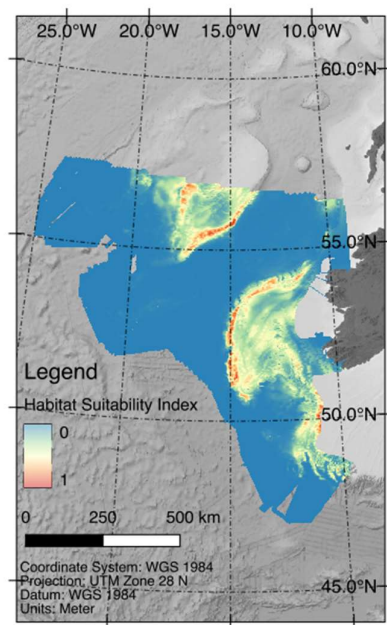 25.0°W 20.0°W 15.0°W 10.0°W
60.0°N
55.0°N
Legend
Habitat Suitability Index
0
1
50.0°N
0 250 500 km
Coordinate System: WGS 1984
Projection: UTM Zone 28 N
Datum: WGS 1984
Units: Meter
45.0°N